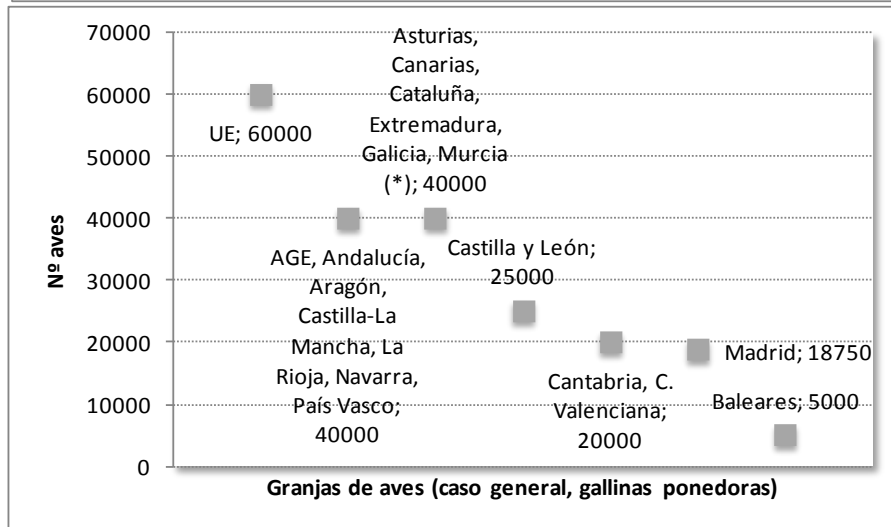 70000
60000
50000
40000
30000
20000
10000
0
Nº aves
UE; 60000
Asturias,
Canarias,
Cataluña,
Extremadura,
Galicia, Murcia
(*); 40000
AGE, Andalucía,
Aragón,
Castilla-La
Mancha, La
Rioja, Navarra,
País Vasco;
40000
Castilla y León;
25000
Cantabria, C.
Valenciana;
20000
Madrid; 18750
Baleares; 5000
Granjas de aves (caso general, gallinas ponedoras)